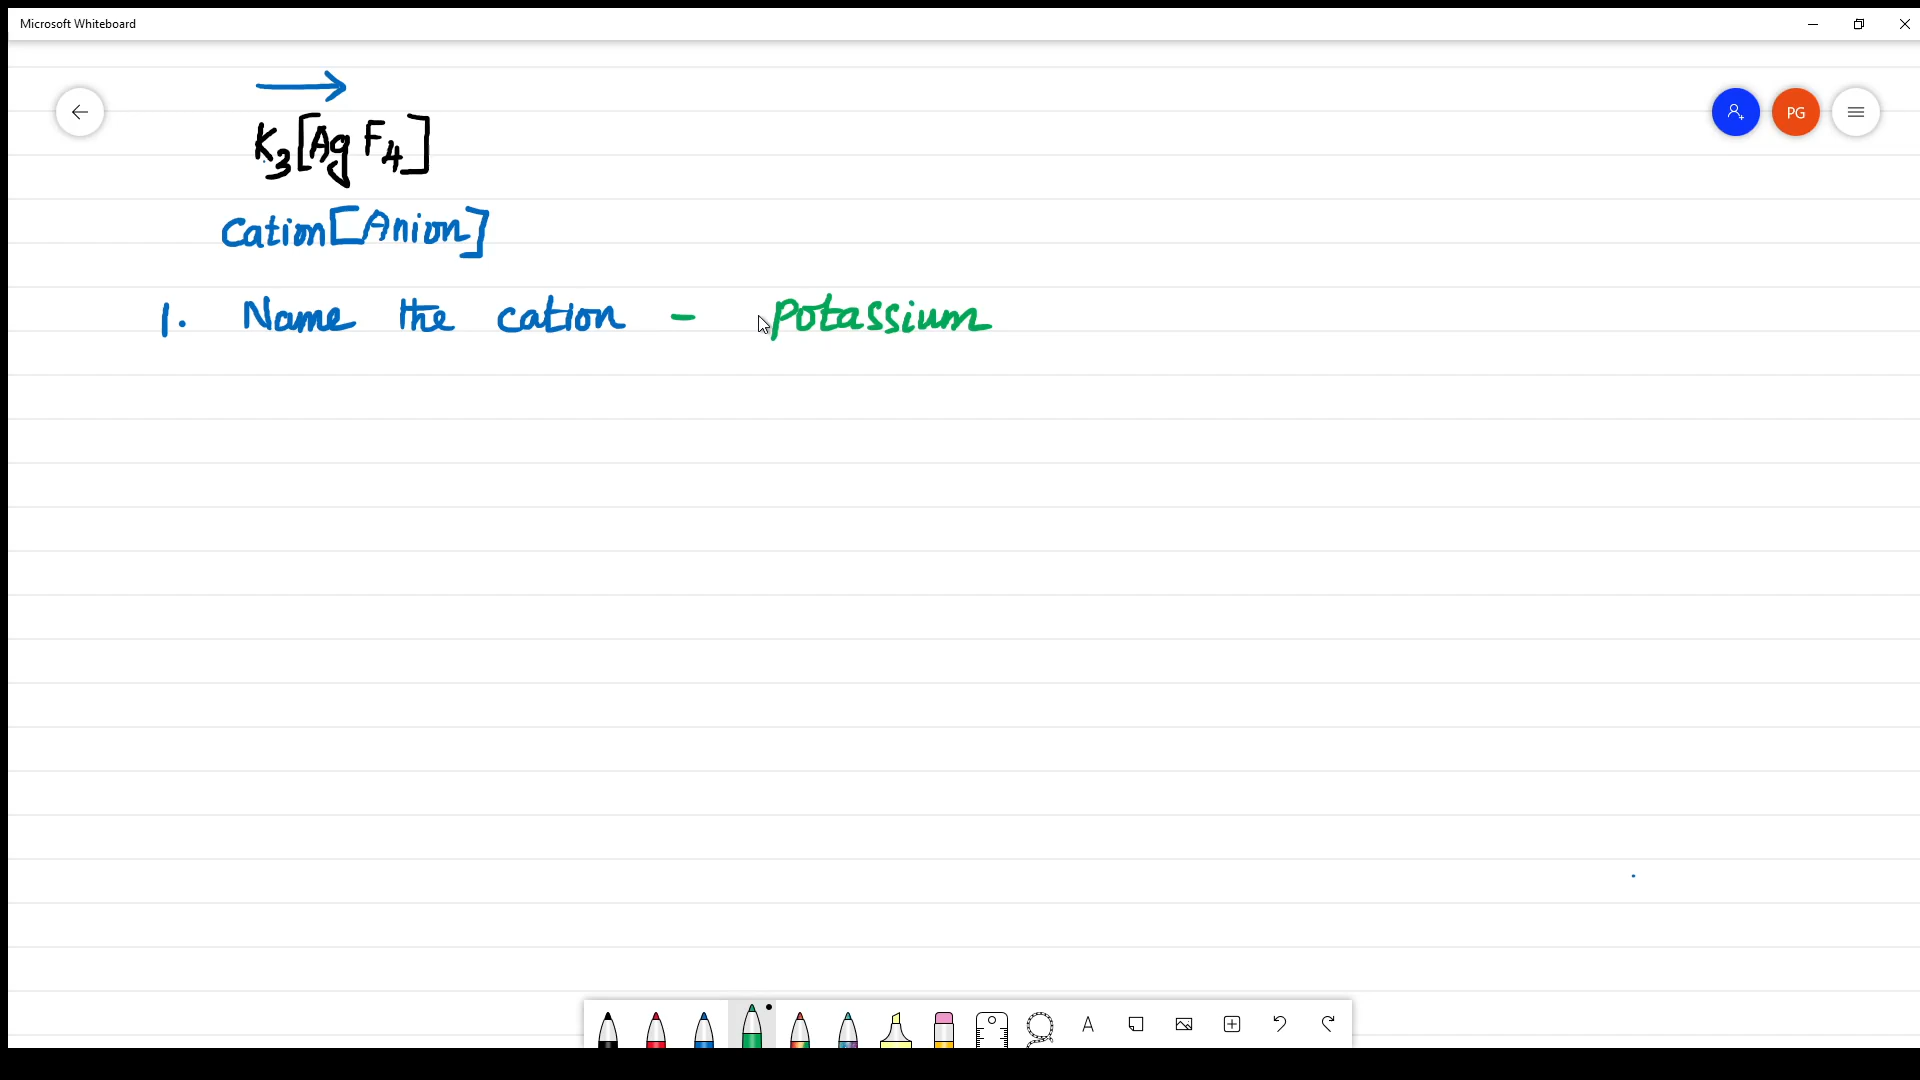 Microsoft Whiteboard
PG
K₃[AgF₄]
Cation[Anion]
1. Name the cation - Potassium
A